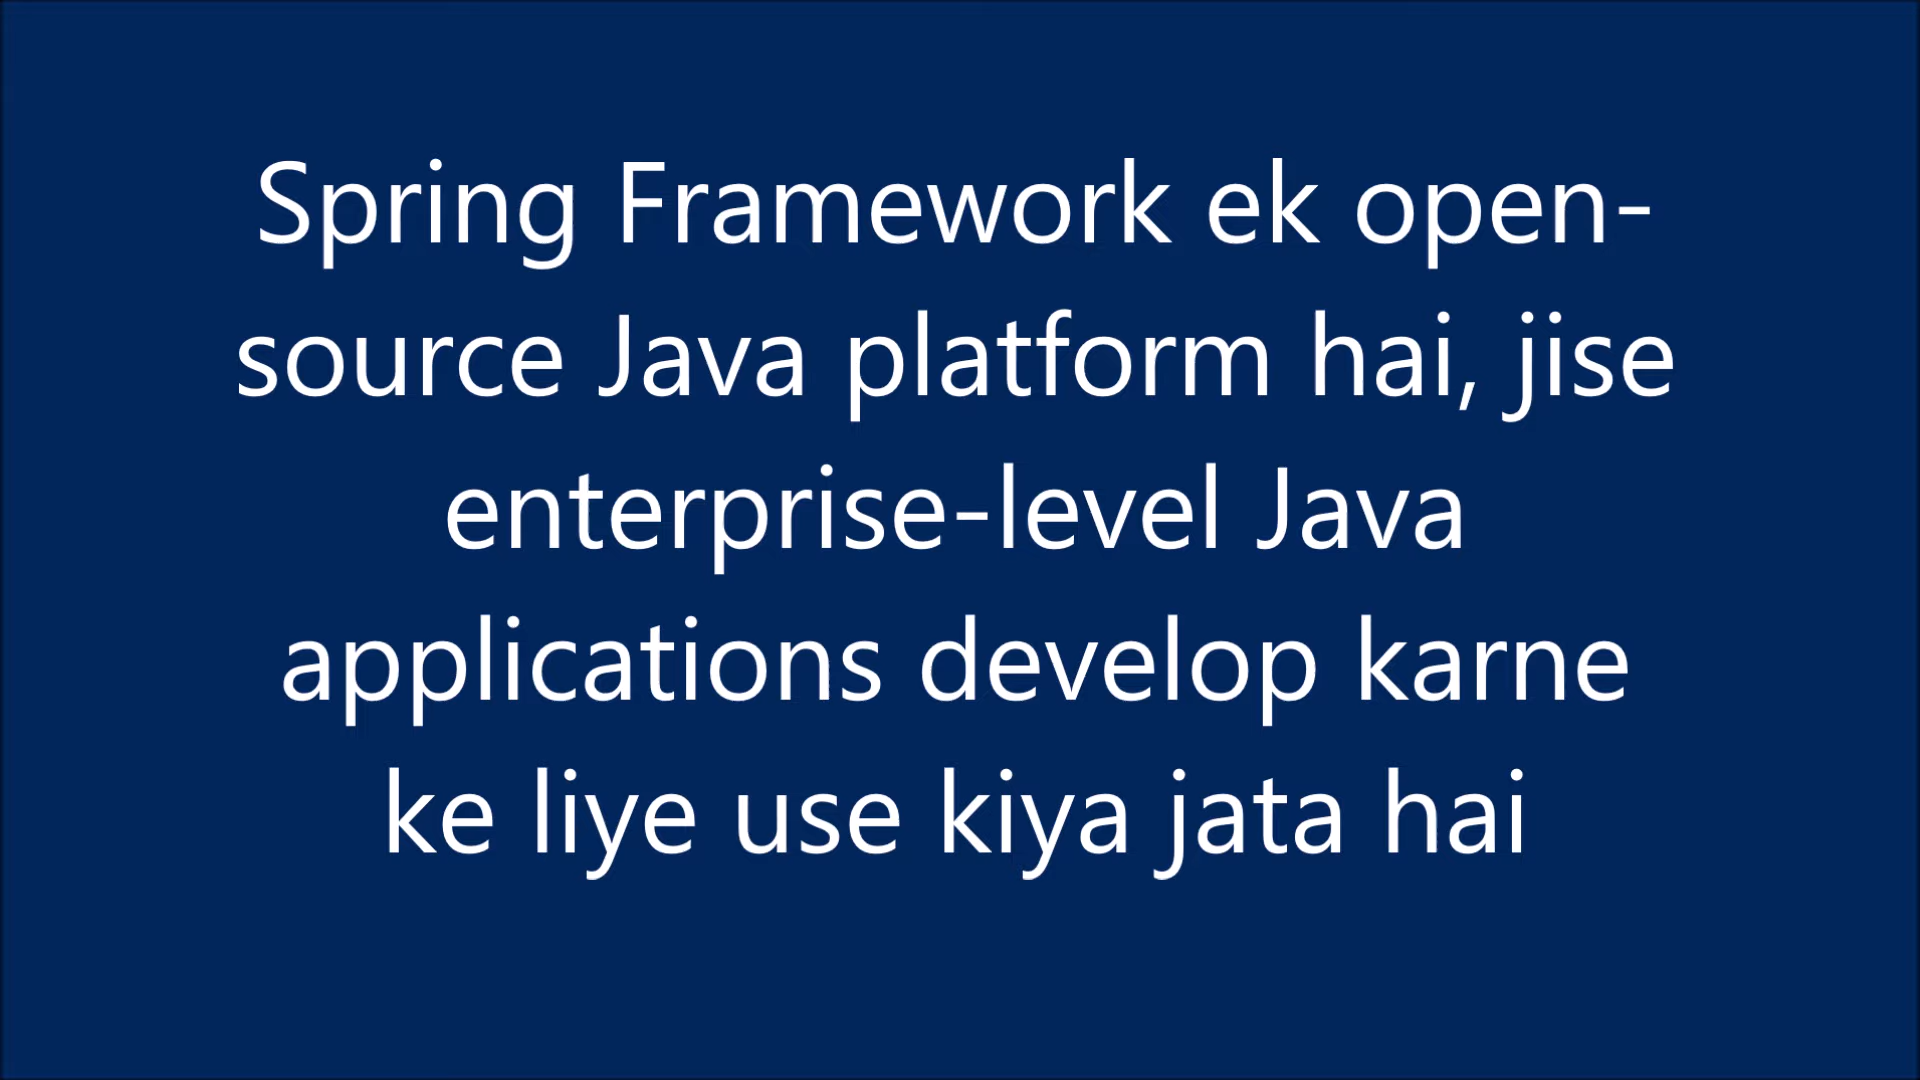 Spring Framework ek open-
source Java platform hai, jise
enterprise-level Java
applications develop karne
ke liye use kiya jata hai